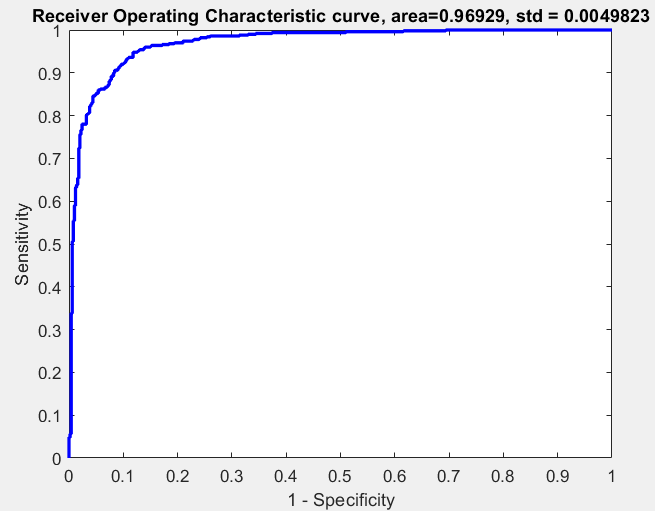 Receiver Operating Characteristic curve, area=0.96929, std = 0.0049823
1
0.9
0.8
0.7
0.6
0.5
0.4
0.3
0.2
0.1
0
Sensitivity
0 0.1 0.2 0.3 0.4 0.5 0.6 0.7 0.8 0.9 1
1 - Specificity